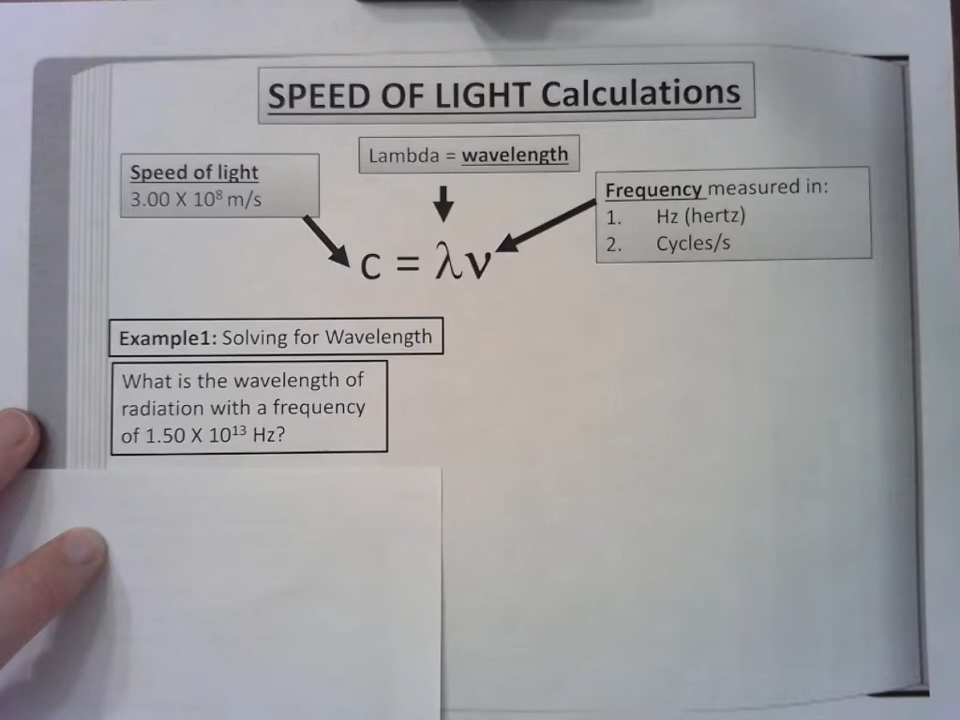 SPEED OF LIGHT Calculations
Lambda = wavelength
Speed of light
3.00 X 10⁸ m/s
Frequency measured in:
1. Hz (hertz)
2. Cycles/s
c = λν
Example1: Solving for Wavelength
What is the wavelength of
radiation with a frequency
of 1.50 X 10¹³ Hz?